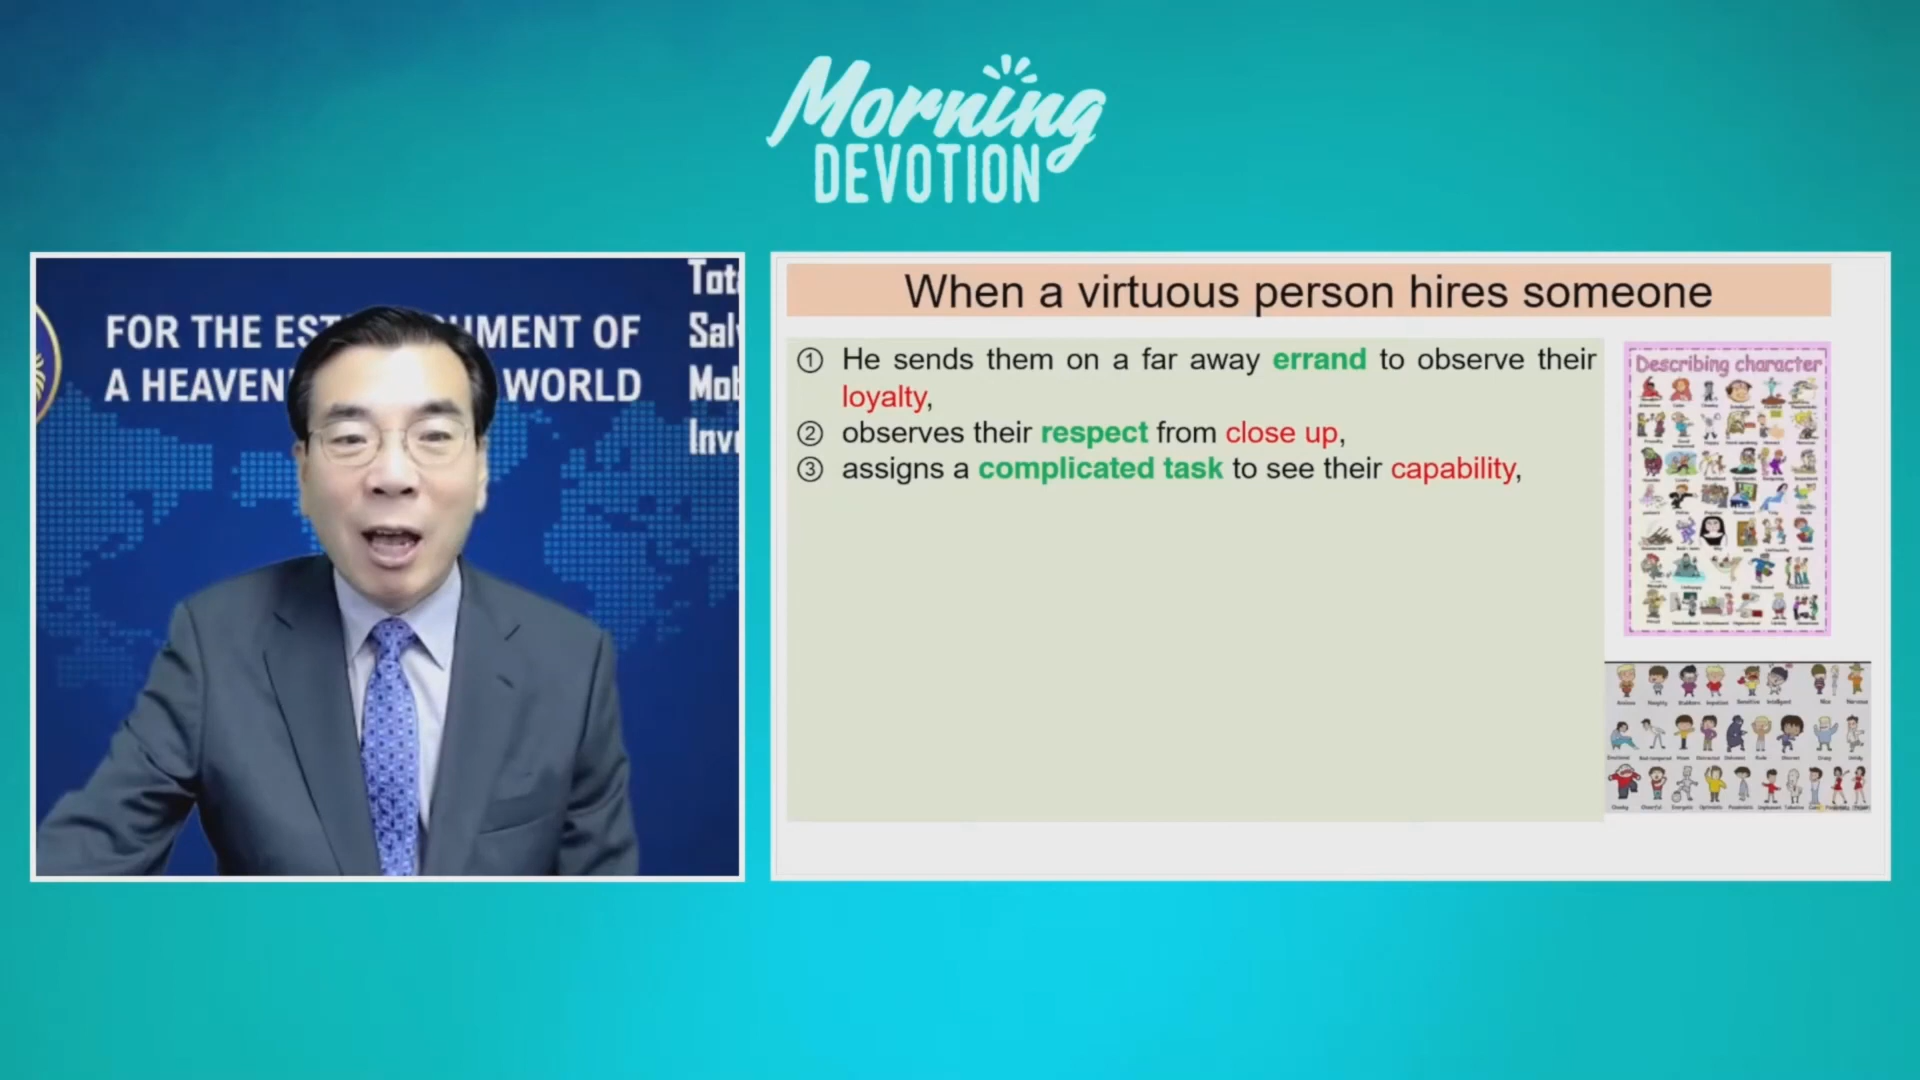 Morning
DEVOTION
FOR THE EST
MENT OF
A HEAVEN
WORLD
Tot
Sal
Mob
Inv
When a virtuous person hires someone
① He sends them on a far away errand to observe their
loyalty,
② observes their respect from close up,
③ assigns a complicated task to see their capability,
Describing character